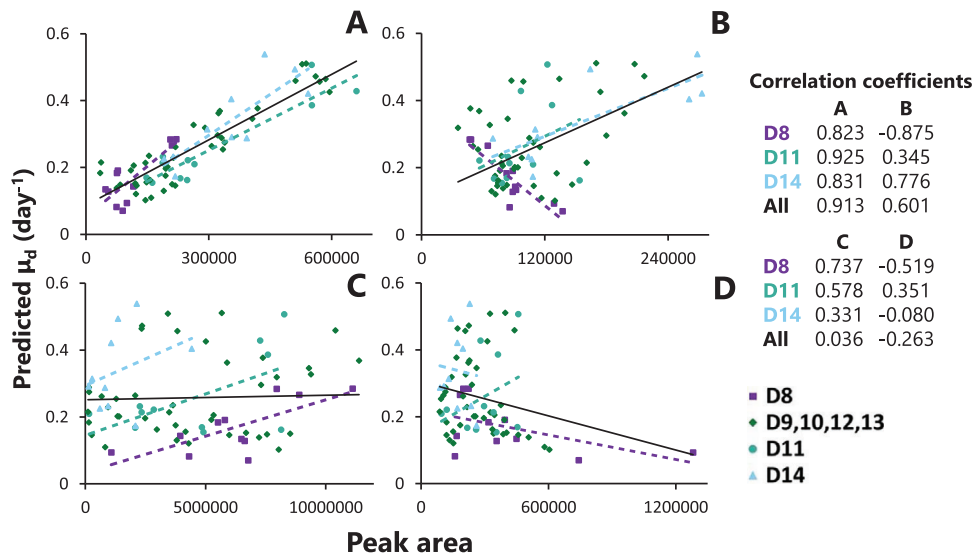 A
B
0.6
0.4
0.2
0
0
300000
600000
0.6
0.4
0.2
0
0
120000
240000
C
D
0.6
0.4
0.2
0
0
5000000
10000000
0.6
0.4
0.2
0
0
600000
1200000
Predicted μd (day⁻¹)
Peak area
Correlation coefficients
A B
D8 0.823 -0.875
D11 0.925 0.345
D14 0.831 0.776
All 0.913 0.601
C D
D8 0.737 -0.519
D11 0.578 0.351
D14 0.331 -0.080
All 0.036 -0.263
D8
D9,10,12,13
D11
D14